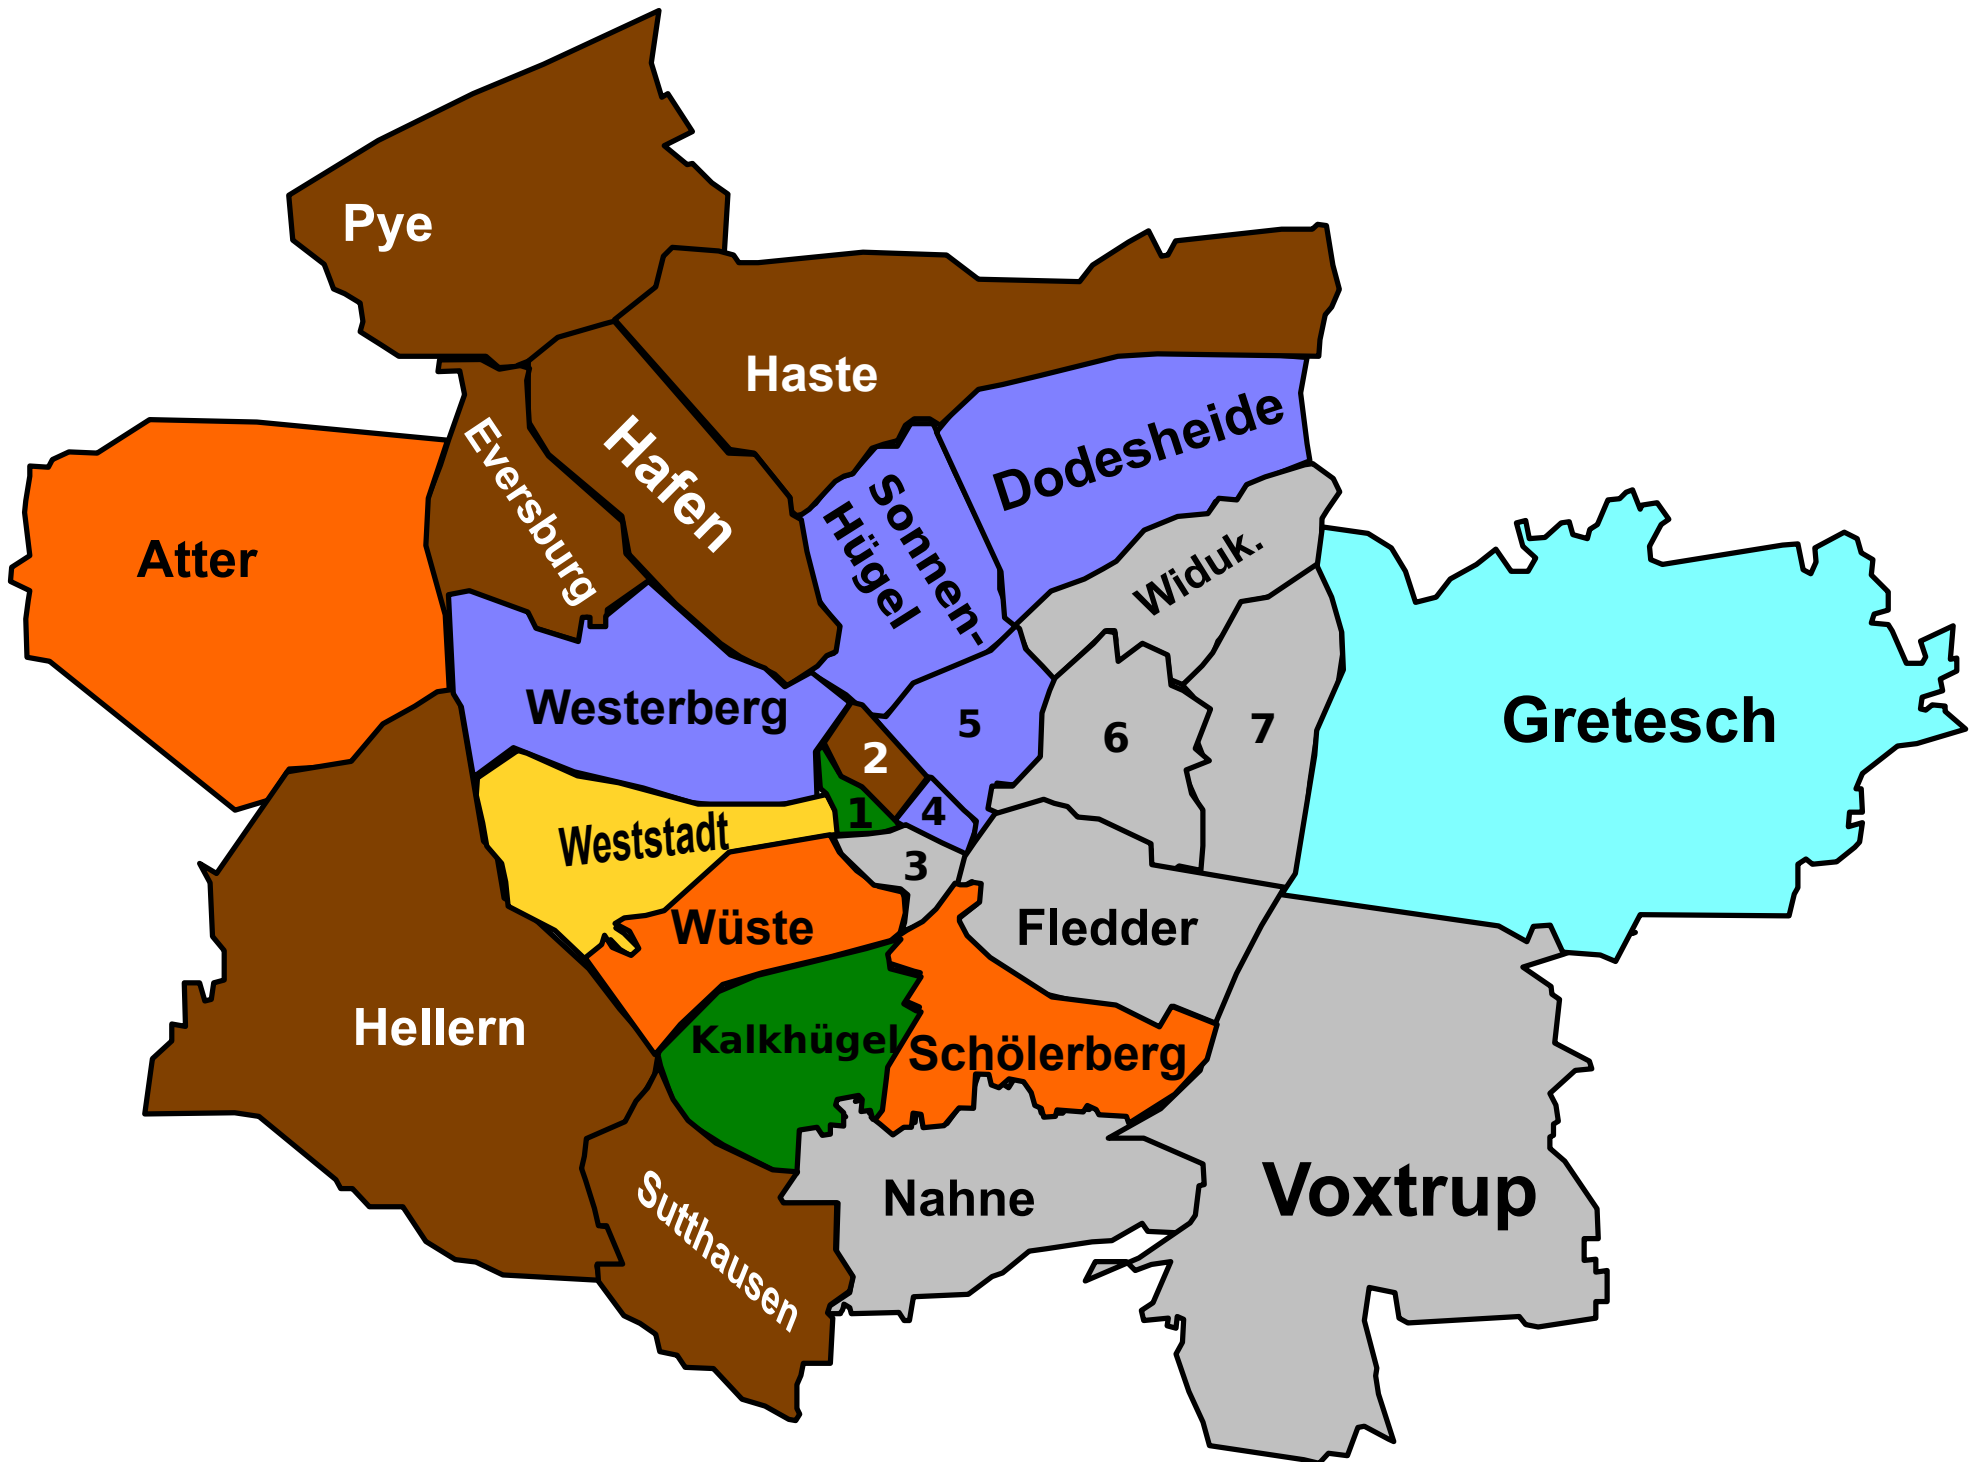 Pye
Haste
Dodesheide
Hafen
Eversburg
Sonnen-
Hügel
Atter
Widuk.
Westerberg
Gretesch
5
6
7
2
1
4
Weststadt
3
Wüste
Fledder
Hellern
Kalkhügel
Schölerberg
Nahne
Voxtrup
Sutthausen